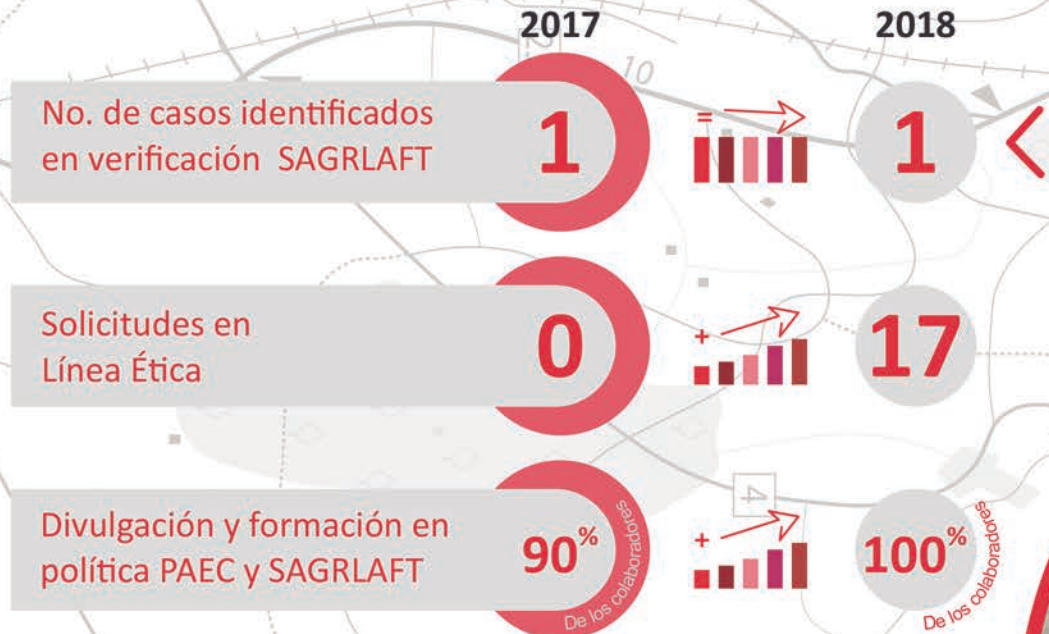 2017
2018
10
No. de casos identificados
en verificación SAGRLAFT
1
=
1
Solicitudes en
Línea Ética
0
+
17
4
Divulgación y formación en
política PAEC y SAGRLAFT
90%
De los colaboradores
+
100%
De los colaboradores